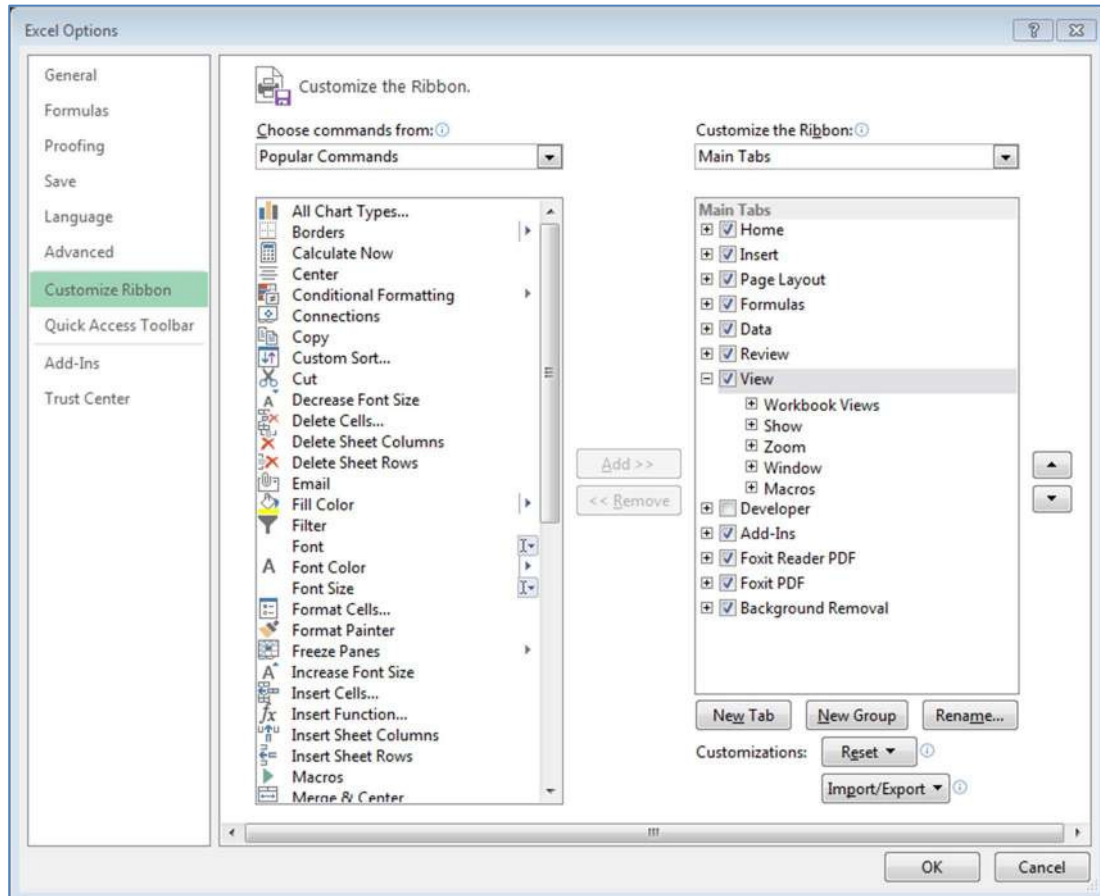 Excel Options
General
Formulas
Proofing
Save
Language
Advanced
Customize Ribbon
Quick Access Toolbar
Add-Ins
Trust Center
Customize the Ribbon.
Choose commands from:
Popular Commands
All Chart Types...
Borders
Calculate Now
Center
Conditional Formatting
Connections
Copy
Custom Sort...
Cut
Decrease Font Size
Delete Cells...
Delete Sheet Columns
Delete Sheet Rows
Email
Fill Color
Filter
Font
Font Color
Font Size
Format Cells...
Format Painter
Freeze Panes
Increase Font Size
Insert Cells...
Insert Function...
Insert Sheet Columns
Insert Sheet Rows
Macros
Merge & Center
Add >>
<< Remove
Customize the Ribbon:
Main Tabs
Main Tabs
Home
Insert
Page Layout
Formulas
Data
Review
View
Workbook Views
Show
Zoom
Window
Macros
Developer
Add-Ins
Foxit Reader PDF
Foxit PDF
Background Removal
New Tab
New Group
Rename...
Customizations:
Reset
Import/Export
OK
Cancel